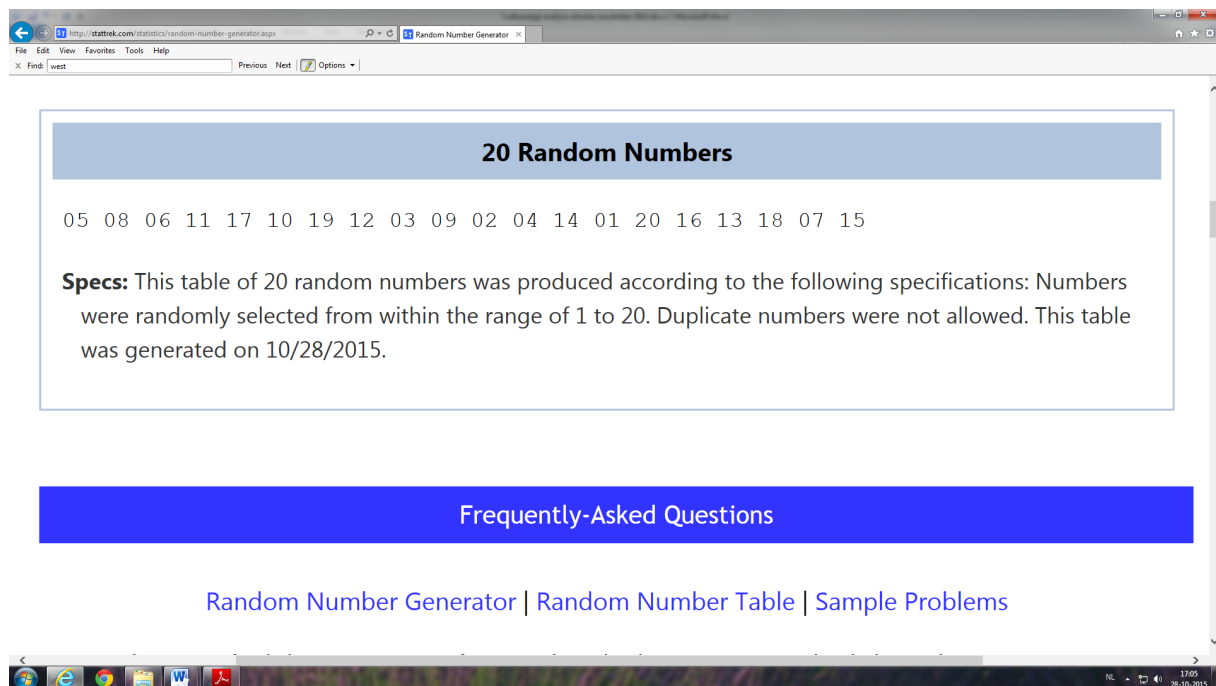 http://stattrek.com/statistics/random-number-generator.aspx
Random Number Generator
File Edit View Favorites Tools Help
Find: west Previous Next Options
20 Random Numbers
05 08 06 11 17 10 19 12 03 09 02 04 14 01 20 16 13 18 07 15
Specs: This table of 20 random numbers was produced according to the following specifications: Numbers
were randomly selected from within the range of 1 to 20. Duplicate numbers were not allowed. This table
was generated on 10/28/2015.
Frequently-Asked Questions
Random Number Generator | Random Number Table | Sample Problems
NL 17:05
28-10-2015